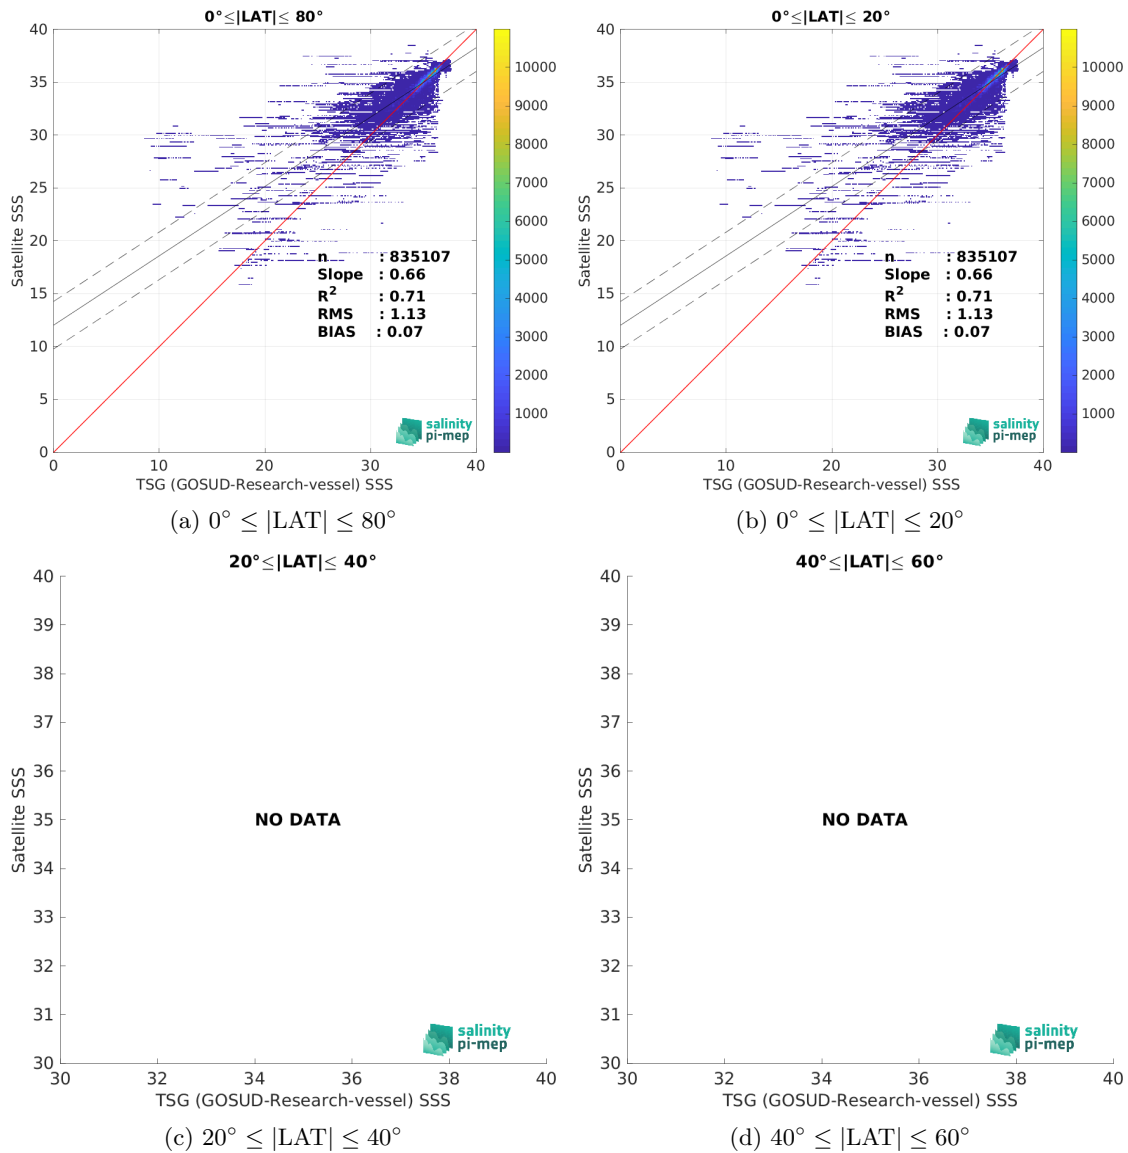 0°≤|LAT|≤ 80°
40
35
30
25
20
15
10
5
0
Satellite SSS
n : 835107
Slope : 0.66
R² : 0.71
RMS : 1.13
BIAS : 0.07
salinity
pi-mep
0 10 20 30 40
TSG (GOSUD-Research-vessel) SSS
10000
9000
8000
7000
6000
5000
4000
3000
2000
1000
(a) 0° ≤ |LAT| ≤ 80°
0°≤|LAT|≤ 20°
40
35
30
25
20
15
10
5
0
Satellite SSS
n : 835107
Slope : 0.66
R² : 0.71
RMS : 1.13
BIAS : 0.07
salinity
pi-mep
0 10 20 30 40
TSG (GOSUD-Research-vessel) SSS
10000
9000
8000
7000
6000
5000
4000
3000
2000
1000
(b) 0° ≤ |LAT| ≤ 20°
20°≤|LAT|≤ 40°
40
39
38
37
36
35
34
33
32
31
30
Satellite SSS
NO DATA
salinity
pi-mep
30 32 34 36 38 40
TSG (GOSUD-Research-vessel) SSS
(c) 20° ≤ |LAT| ≤ 40°
40°≤|LAT|≤ 60°
40
39
38
37
36
35
34
33
32
31
30
Satellite SSS
NO DATA
salinity
pi-mep
30 32 34 36 38 40
TSG (GOSUD-Research-vessel) SSS
(d) 40° ≤ |LAT| ≤ 60°